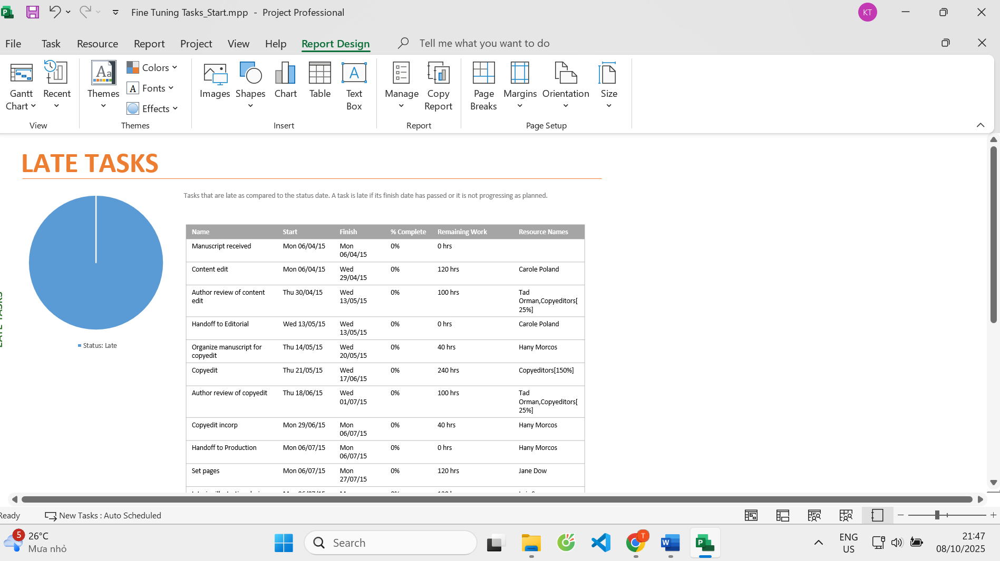 Fine Tuning Tasks_Start.mpp - Project Professional
KT
File Task Resource Report Project View Help Report Design Tell me what you want to do
Gantt Chart
Recent
View
Themes
Colors
Fonts
Effects
Themes
Images
Shapes
Chart
Table
Text Box
Insert
Manage
Copy Report
Report
Page Breaks
Margins
Orientation
Size
Page Setup
LATE TASKS
Tasks that are late as compared to the status date. A task is late if its finish date has passed or it is not progressing as planned.
Status: Late
Name Start Finish % Complete Remaining Work Resource Names
Manuscript received Mon 06/04/15 Mon 06/04/15 0% 0 hrs
Content edit Mon 06/04/15 Wed 29/04/15 0% 120 hrs Carole Poland
Author review of content edit Thu 30/04/15 Wed 13/05/15 0% 100 hrs Tad Orman,Copyeditors[25%]
Handoff to Editorial Wed 13/05/15 Wed 13/05/15 0% 0 hrs Carole Poland
Organize manuscript for copyedit Thu 14/05/15 Wed 20/05/15 0% 40 hrs Hany Morcos
Copyedit Thu 21/05/15 Wed 17/06/15 0% 240 hrs Copyeditors[150%]
Author review of copyedit Thu 18/06/15 Wed 01/07/15 0% 100 hrs Tad Orman,Copyeditors[25%]
Copyedit incorp Mon 29/06/15 Mon 06/07/15 0% 40 hrs Hany Morcos
Handoff to Production Mon 06/07/15 Mon 06/07/15 0% 0 hrs Hany Morcos
Set pages Mon 06/07/15 Mon 27/07/15 0% 120 hrs Jane Dow
New Tasks : Auto Scheduled
5
26°C
Mưa nhỏ
Search
T
ENG
US
21:47
08/10/2025